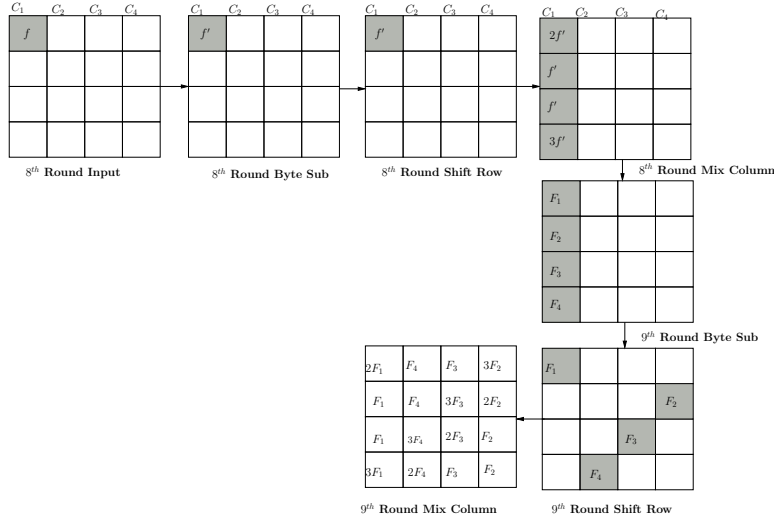 C₁ C₂ C₃ C₄
f
8ᵗʰ Round Input
C₁ C₂ C₃ C₄
f′
8ᵗʰ Round Byte Sub
C₁ C₂ C₃ C₄
f′
8ᵗʰ Round Shift Row
C₁ C₂ C₃ C₄
2f′
f′
f′
3f′
8ᵗʰ Round Mix Column
F₁
F₂
F₃
F₄
9ᵗʰ Round Byte Sub
F₁
F₂
F₃
F₄
9ᵗʰ Round Shift Row
2F₁ F₄ F₃ 3F₂
F₁ F₄ 3F₃ 2F₂
F₁ 3F₄ 2F₃ F₂
3F₁ 2F₄ F₃ F₂
9ᵗʰ Round Mix Column